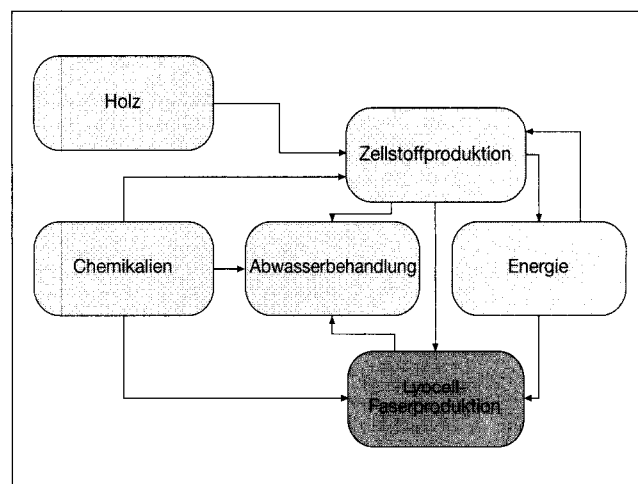 Holz
Zellstoffproduktion
Chemikalien
Abwasserbehandlung
Energie
Lyocell-
Faserproduktion